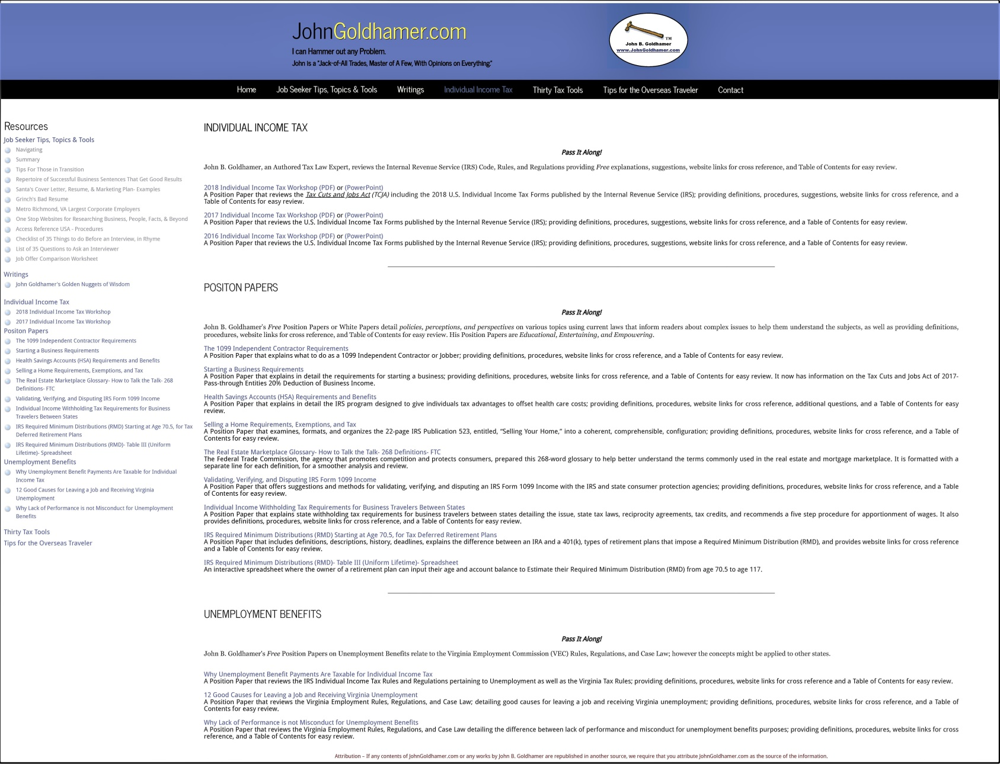 JohnGoldhamer.com
I can Hammer out any Problem.
John is a "Jack-of-All Trades, Master of A Few, With Opinions on Everything."
TM
John B. Goldhamer
www.JohnGoldhamer.com
Home Job Seeker Tips, Topics & Tools Writings Individual Income Tax Thirty Tax Tools Tips for the Overseas Traveler Contact
Resources
Job Seeker Tips, Topics & Tools
Navigating
Summary
Tips For Those in Transition
Repertoire of Successful Business Sentences That Get Good Results
Santa's Cover Letter, Resume, & Marketing Plan- Examples
Grinch's Bad Resume
Metro Richmond, VA Largest Corporate Employers
One Stop Websites for Researching Business, People, Facts, & Beyond
Access Reference USA - Procedures
Checklist of 35 Things to do Before an Interview, in Rhyme
List of 35 Questions to Ask an Interviewer
Job Offer Comparison Worksheet
Writings
John Goldhamer's Golden Nuggets of Wisdom
Individual Income Tax
2018 Individual Income Tax Workshop
2017 Individual Income Tax Workshop
Positon Papers
The 1099 Independent Contractor Requirements
Starting a Business Requirements
Health Savings Accounts (HSA) Requirements and Benefits
Selling a Home Requirements, Exemptions, and Tax
The Real Estate Marketplace Glossary- How to Talk the Talk- 268
Definitions- FTC
Validating, Verifying, and Disputing IRS Form 1099 Income
Individual Income Withholding Tax Requirements for Business
Travelers Between States
IRS Required Minimum Distributions (RMD) Starting at Age 70.5, for Tax
Deferred Retirement Plans
IRS Required Minimum Distributions (RMD)- Table III (Uniform
Lifetime)- Spreadsheet
Unemployment Benefits
Why Unemployment Benefit Payments Are Taxable for Individual
Income Tax
12 Good Causes for Leaving a Job and Receiving Virginia
Unemployment
Why Lack of Performance is not Misconduct for Unemployment
Benefits
Thirty Tax Tools
Tips for the Overseas Traveler
INDIVIDUAL INCOME TAX
Pass It Along!
John B. Goldhamer, an Authored Tax Law Expert, reviews the Internal Revenue Service (IRS) Code, Rules, and Regulations providing Free explanations, suggestions, website links for cross reference, and Table of Contents for easy review.
2018 Individual Income Tax Workshop (PDF) or (PowerPoint)
A Position Paper that reviews the Tax Cuts and Jobs Act (TCJA) including the 2018 U.S. Individual Income Tax Forms published by the Internal Revenue Service (IRS); providing definitions, procedures, suggestions, website links for cross reference, and a
Table of Contents for easy review.
2017 Individual Income Tax Workshop (PDF) or (PowerPoint)
A Position Paper that reviews the U.S. Individual Income Tax Forms published by the Internal Revenue Service (IRS); providing definitions, procedures, suggestions, website links for cross reference, and a Table of Contents for easy review.
2016 Individual Income Tax Workshop (PDF) or (PowerPoint)
A Position Paper that reviews the U.S. Individual Income Tax Forms published by the Internal Revenue Service (IRS); providing definitions, procedures, suggestions, website links for cross reference, and a Table of Contents for easy review.
POSITON PAPERS
Pass It Along!
John B. Goldhamer's Free Position Papers or White Papers detail policies, perceptions, and perspectives on various topics using current laws that inform readers about complex issues to help them understand the subjects, as well as providing definitions,
procedures, website links for cross reference, and Table of Contents for easy review. His Position Papers are Educational, Entertaining, and Empowering.
The 1099 Independent Contractor Requirements
A Position Paper that explains what to do as a 1099 Independent Contractor or Jobber; providing definitions, procedures, website links for cross reference, and a Table of Contents for easy review.
Starting a Business Requirements
A Position Paper that explains in detail the requirements for starting a business; providing definitions, procedures, website links for cross reference, and a Table of Contents for easy review. It now has information on the Tax Cuts and Jobs Act of 2017-
Pass-through Entities 20% Deduction of Business Income.
Health Savings Accounts (HSA) Requirements and Benefits
A Position Paper that explains in detail the IRS program designed to give individuals tax advantages to offset health care costs; providing definitions, procedures, website links for cross reference, additional questions, and a Table of Contents for easy
review.
Selling a Home Requirements, Exemptions, and Tax
A Position Paper that examines, formats, and organizes the 22-page IRS Publication 523, entitled, “Selling Your Home,” into a coherent, comprehensible, configuration; providing definitions, procedures, website links for cross reference, and a Table of
Contents for easy review.
The Real Estate Marketplace Glossary- How to Talk the Talk- 268 Definitions- FTC
The Federal Trade Commission, the agency that promotes competition and protects consumers, prepared this 268-word glossary to help better understand the terms commonly used in the real estate and mortgage marketplace. It is formatted with a
separate line for each definition, for a smoother analysis and review.
Validating, Verifying, and Disputing IRS Form 1099 Income
A Position Paper that offers suggestions and methods for validating, verifying, and disputing an IRS Form 1099 Income with the IRS and state consumer protection agencies; providing definitions, procedures, website links for cross reference, and a Table
of Contents for easy review.
Individual Income Withholding Tax Requirements for Business Travelers Between States
A Position Paper that explains state withholding tax requirements for business travelers between states detailing the issue, state tax laws, reciprocity agreements, tax credits, and recommends a five step procedure for apportionment of wages. It also
provides definitions, procedures, website links for cross reference, and a Table of Contents for easy review.
IRS Required Minimum Distributions (RMD) Starting at Age 70.5, for Tax Deferred Retirement Plans
A Position Paper that includes definitions, descriptions, history, deadlines, explains the difference between an IRA and a 401(k), types of retirement plans that impose a Required Minimum Distribution (RMD), and provides website links for cross reference
and a Table of Contents for easy review.
IRS Required Minimum Distributions (RMD)- Table III (Uniform Lifetime)- Spreadsheet
An interactive spreadsheet where the owner of a retirement plan can input their age and account balance to Estimate their Required Minimum Distribution (RMD) from age 70.5 to age 117.
UNEMPLOYMENT BENEFITS
Pass It Along!
John B. Goldhamer's Free Position Papers on Unemployment Benefits relate to the Virginia Employment Commission (VEC) Rules, Regulations, and Case Law; however the concepts might be applied to other states.
Why Unemployment Benefit Payments Are Taxable for Individual Income Tax
A Position Paper that reviews the IRS Individual Income Tax Rules and Regulations pertaining to Unemployment as well as the Virginia Tax Rules; providing definitions, procedures, website links for cross reference and a Table of Contents for easy review.
12 Good Causes for Leaving a Job and Receiving Virginia Unemployment
A Position Paper that reviews the Virginia Employment Rules, Regulations, and Case Law; detailing good causes for leaving a job and receiving Virginia unemployment; providing definitions, procedures, website links for cross reference, and a Table of
Contents for easy review.
Why Lack of Performance is not Misconduct for Unemployment Benefits
A Position Paper that reviews the Virginia Employment Rules, Regulations, and Case Law detailing the difference between lack of performance and misconduct for unemployment benefits purposes; providing definitions, procedures, website links for cross
reference, and a Table of Contents for easy review.
Attribution – If any contents of JohnGoldhamer.com or any works by John B. Goldhamer are republished in another source, we require that you attribute JohnGoldhamer.com as the source of the information.